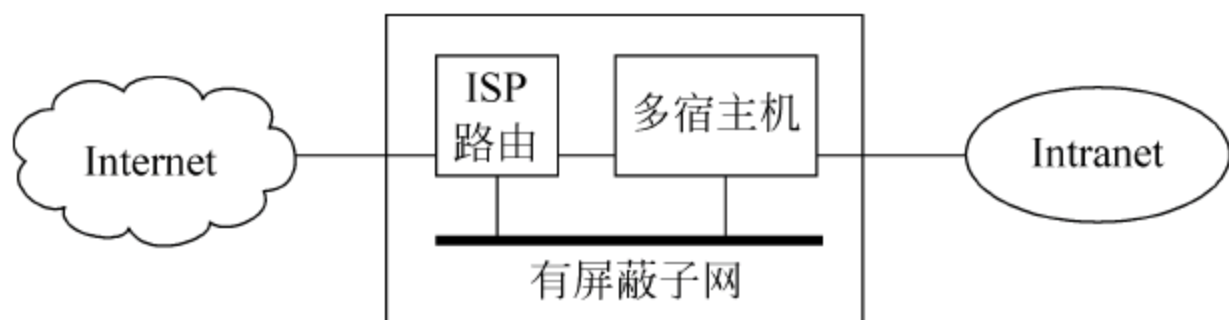 Internet
ISP
路由
多宿主机
Intranet
有屏蔽子网